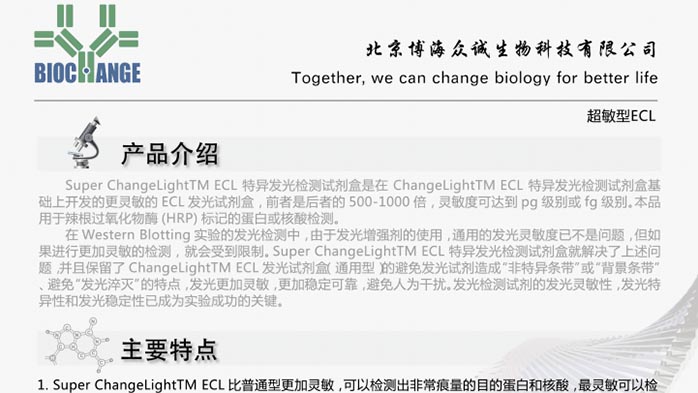 BIOCHANGE
北京博海众诚生物科技有限公司
Together, we can change biology for better life
超敏型ECL
产品介绍
Super ChangeLightTM ECL 特异发光检测试剂盒是在 ChangeLightTM ECL 特异发光检测试剂盒基
础上开发的更灵敏的 ECL 发光试剂盒，前者是后者的 500-1000 倍，灵敏度可达到 pg 级别或 fg 级别。本品
用于辣根过氧化物酶 (HRP) 标记的蛋白或核酸检测。
在 Western Blotting 实验的发光检测中，由于发光增强剂的使用，通用的发光灵敏度已不是问题，但如
果进行更加灵敏的检测，就会受到限制。Super ChangeLightTM ECL 特异发光检测试剂盒就解决了上述问
题，并且保留了 ChangeLightTM ECL 发光试剂盒（通用型）的避免发光试剂造成“非特异条带”或“背景条带”
、避免“发光淬灭”的特点，发光更加灵敏，更加稳定可靠，避免人为干扰。发光检测试剂的发光灵敏性，发光特
异性和发光稳定性已成为实验成功的关键。
主要特点
1. Super ChangeLightTM ECL 比普通型更加灵敏，可以检测出非常痕量的目的蛋白和核酸，最灵敏可以检